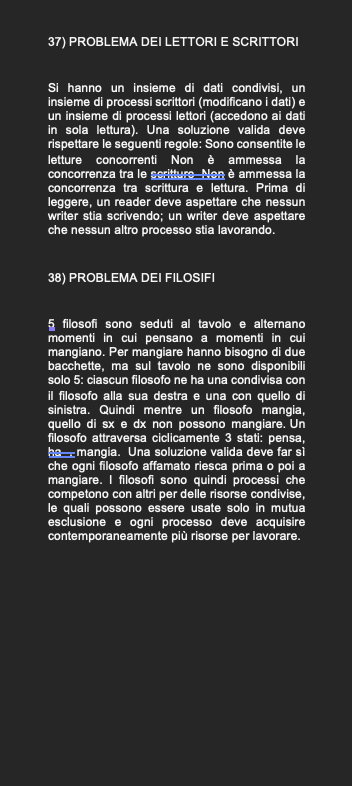 37) PROBLEMA DEI LETTORI E SCRITTORI
Si hanno un insieme di dati condivisi, un
insieme di processi scrittori (modificano i dati) e
un insieme di processi lettori (accedono ai dati
in sola lettura). Una soluzione valida deve
rispettare le seguenti regole: Sono consentite le
letture concorrenti Non è ammessa la
concorrenza tra le scritture Non è ammessa la
concorrenza tra scrittura e lettura. Prima di
leggere, un reader deve aspettare che nessun
writer stia scrivendo; un writer deve aspettare
che nessun altro processo stia lavorando.
38) PROBLEMA DEI FILOSIFI
5 filosofi sono seduti al tavolo e alternano
momenti in cui pensano a momenti in cui
mangiano. Per mangiare hanno bisogno di due
bacchette, ma sul tavolo ne sono disponibili
solo 5: ciascun filosofo ne ha una condivisa con
il filosofo alla sua destra e una con quello di
sinistra. Quindi mentre un filosofo mangia,
quello di sx e dx non possono mangiare. Un
filosofo attraversa ciclicamente 3 stati: pensa,
ha , mangia. Una soluzione valida deve far sì
che ogni filosofo affamato riesca prima o poi a
mangiare. I filosofi sono quindi processi che
competono con altri per delle risorse condivise,
le quali possono essere usate solo in mutua
esclusione e ogni processo deve acquisire
contemporaneamente più risorse per lavorare.